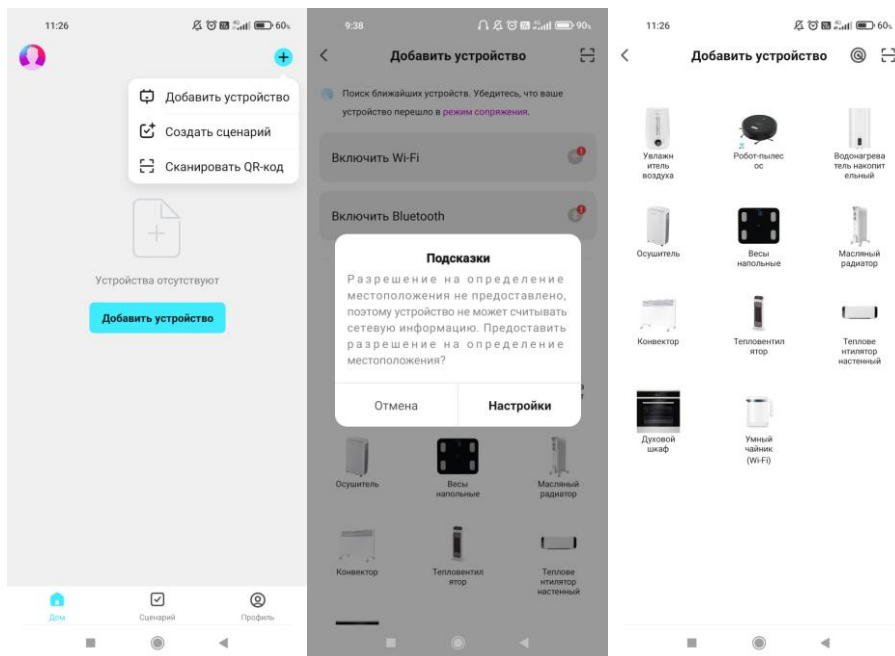 11:26
60%
Добавить устройство
Создать сценарий
Сканировать QR-код
Устройства отсутствуют
Добавить устройство
Дом
Сценарий
Профиль
9:38
90%
Добавить устройство
Поиск ближайших устройств. Убедитесь, что ваше
устройство перешло в режим сопряжения.
Включить Wi-Fi
Включить Bluetooth
Подсказки
Разрешение на определение
местоположения не предоставлено,
поэтому устройство не может считывать
сетевую информацию. Предоставить
разрешение на определение
местоположения?
Отмена
Настройки
Осушитель
Весы
напольные
Масляный
радиатор
Конвектор
Тепловентил
ятор
Теплове
нтилятор
настенный
11:26
60%
Добавить устройство
Увлажн
итель
воздуха
Робот-пылес
ос
Водонагрева
тель накопит
ельный
Осушитель
Весы
напольные
Масляный
радиатор
Конвектор
Тепловентил
ятор
Теплове
нтилятор
настенный
Духовой
шкаф
Умный
чайник
(Wi-Fi)